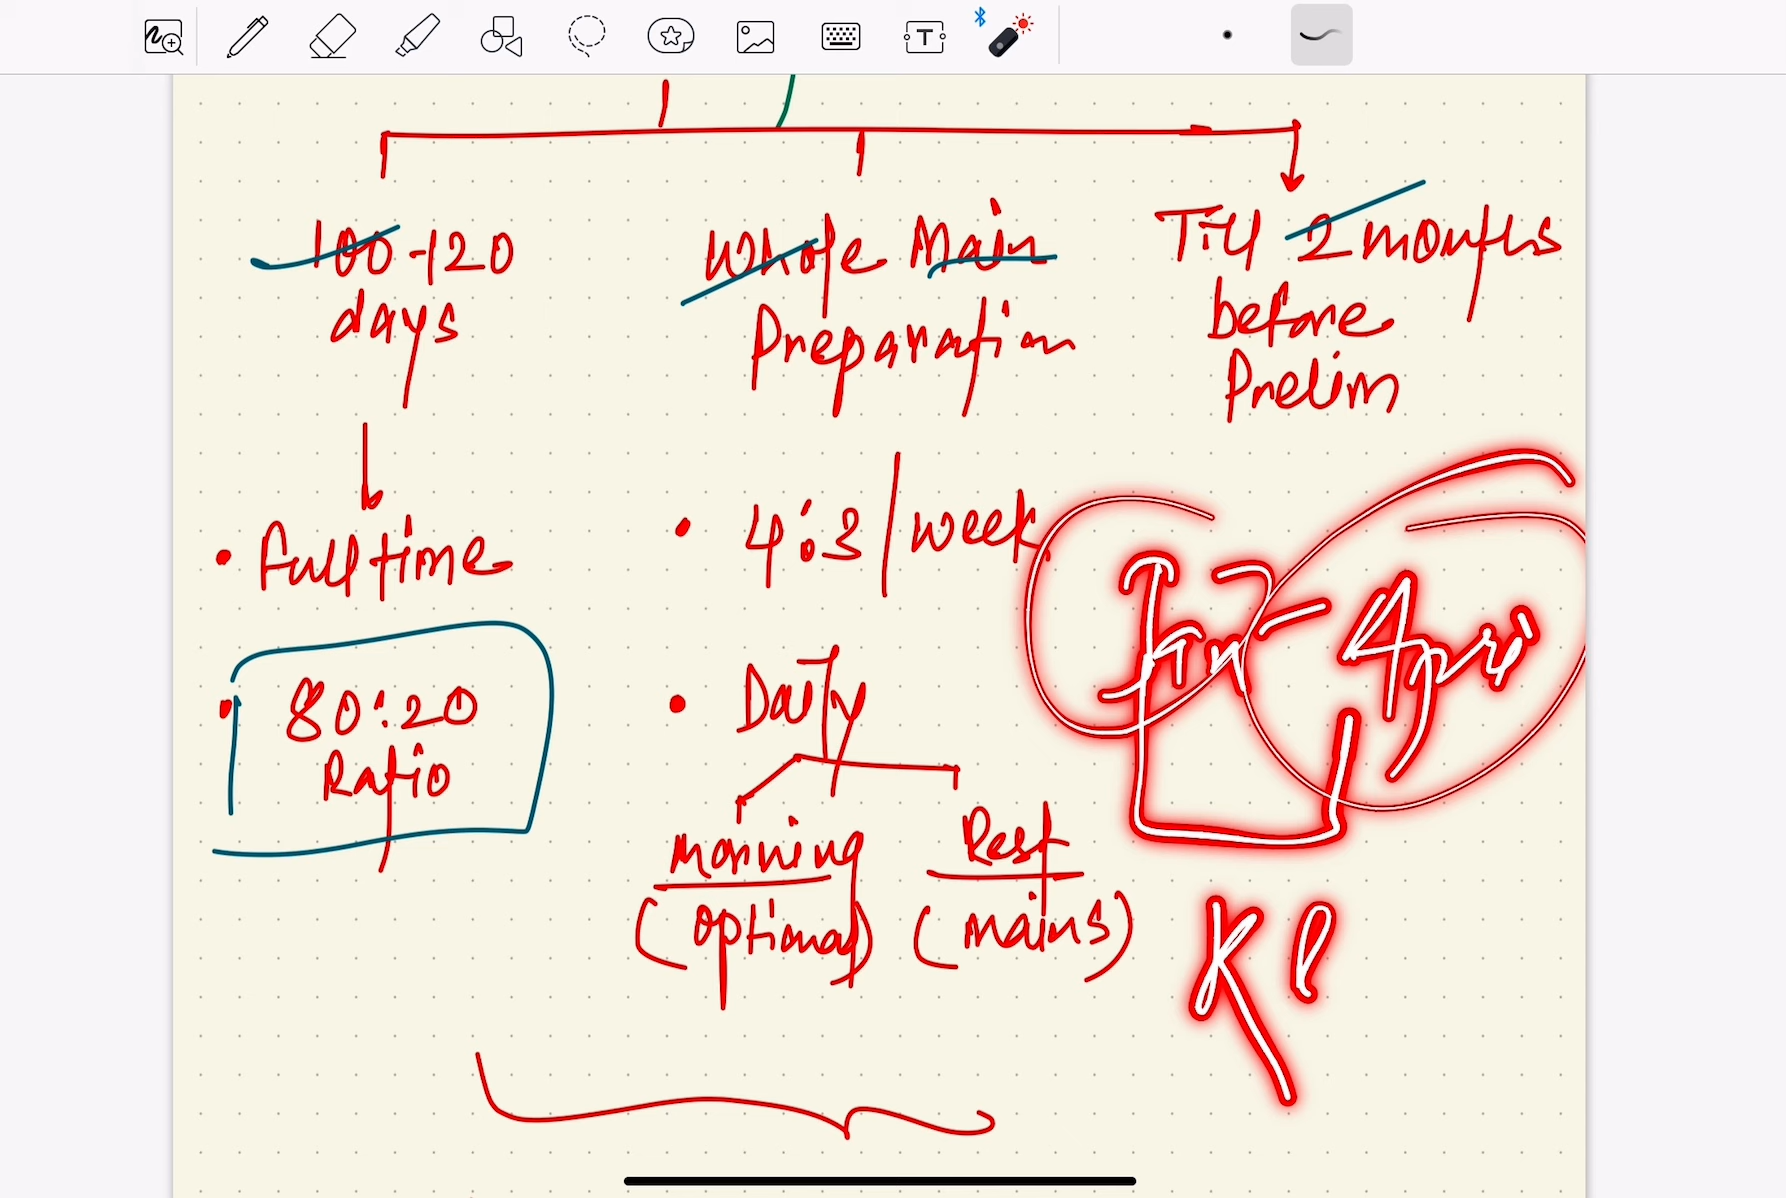 100-120
days
Whole Main
Preparation
Till 2 months
before
Prelim
• Full time
• 80:20
Ratio
• 4:3/week
• Daily
Morning
(optional)
Rest
(mains)
Jan - Apri
K
T